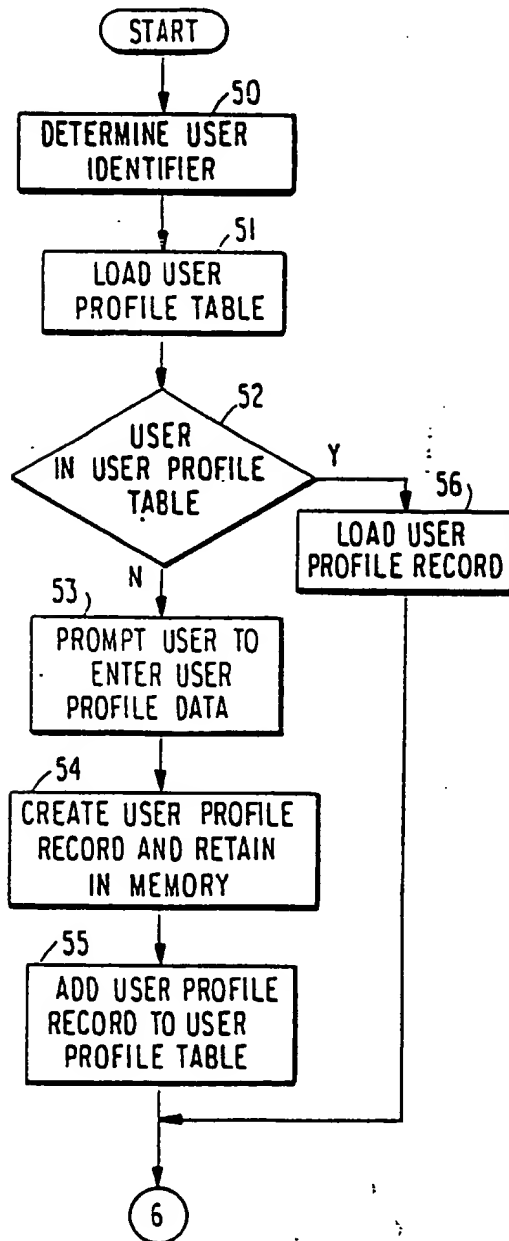 START
50
DETERMINE USER
IDENTIFIER
51
LOAD USER
PROFILE TABLE
52
USER
IN USER PROFILE
TABLE
Y
N
56
LOAD USER
PROFILE RECORD
53
PROMPT USER TO
ENTER USER
PROFILE DATA
54
CREATE USER PROFILE
RECORD AND RETAIN
IN MEMORY
55
ADD USER PROFILE
RECORD TO USER
PROFILE TABLE
6